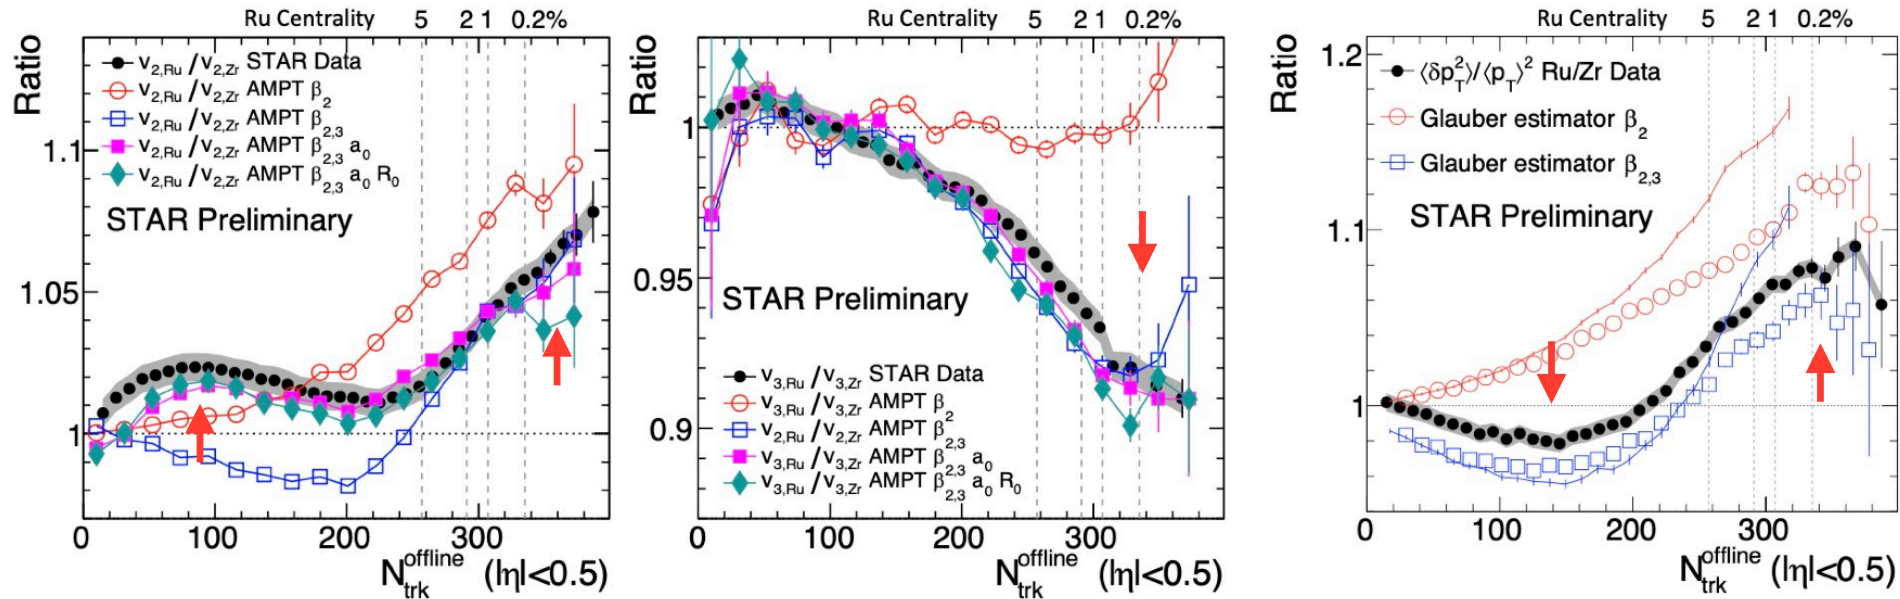 Ru Centrality 5 2 1 0.2%
Ratio
v2,Ru / v2,Zr STAR Data
v2,Ru / v2,Zr AMPT β2
v2,Ru / v2,Zr AMPT β2,3
v2,Ru / v2,Zr AMPT β2,3 a0
v2,Ru / v2,Zr AMPT β2,3 a0 R0
STAR Preliminary
1.1
1.05
1
0 100 200 300
Ntrk^offline (|η|<0.5)
Ru Centrality 5 2 1 0.2%
Ratio
1
0.95
0.9
STAR Preliminary
v3,Ru / v3,Zr STAR Data
v3,Ru / v3,Zr AMPT β2
v2,Ru / v2,Zr AMPT β2,3
v3,Ru / v3,Zr AMPT β2,3 a0
v3,Ru / v3,Zr AMPT β2,3 a0 R0
0 100 200 300
Ntrk^offline (|η|<0.5)
Ru Centrality 5 2 1 0.2%
Ratio
1.2
1.1
1
⟨δpT²⟩/⟨pT⟩² Ru/Zr Data
Glauber estimator β2
Glauber estimator β2,3
STAR Preliminary
0 100 200 300
Ntrk^offline (|η|<0.5)